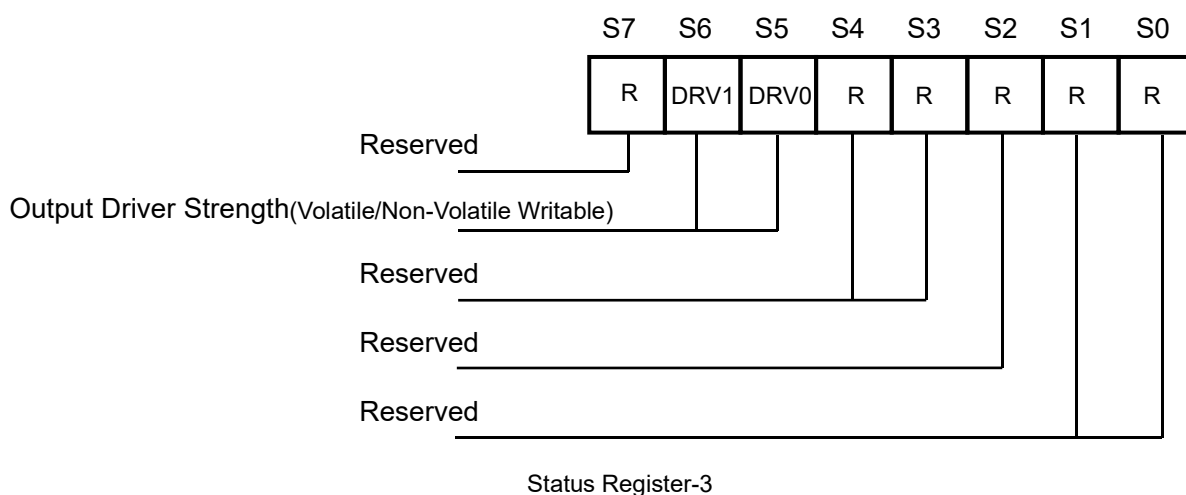 S7 S6 S5 S4 S3 S2 S1 S0
R DRV1 DRV0 R R R R R
Reserved
Output Driver Strength(Volatile/Non-Volatile Writable)
Reserved
Reserved
Reserved
Status Register-3